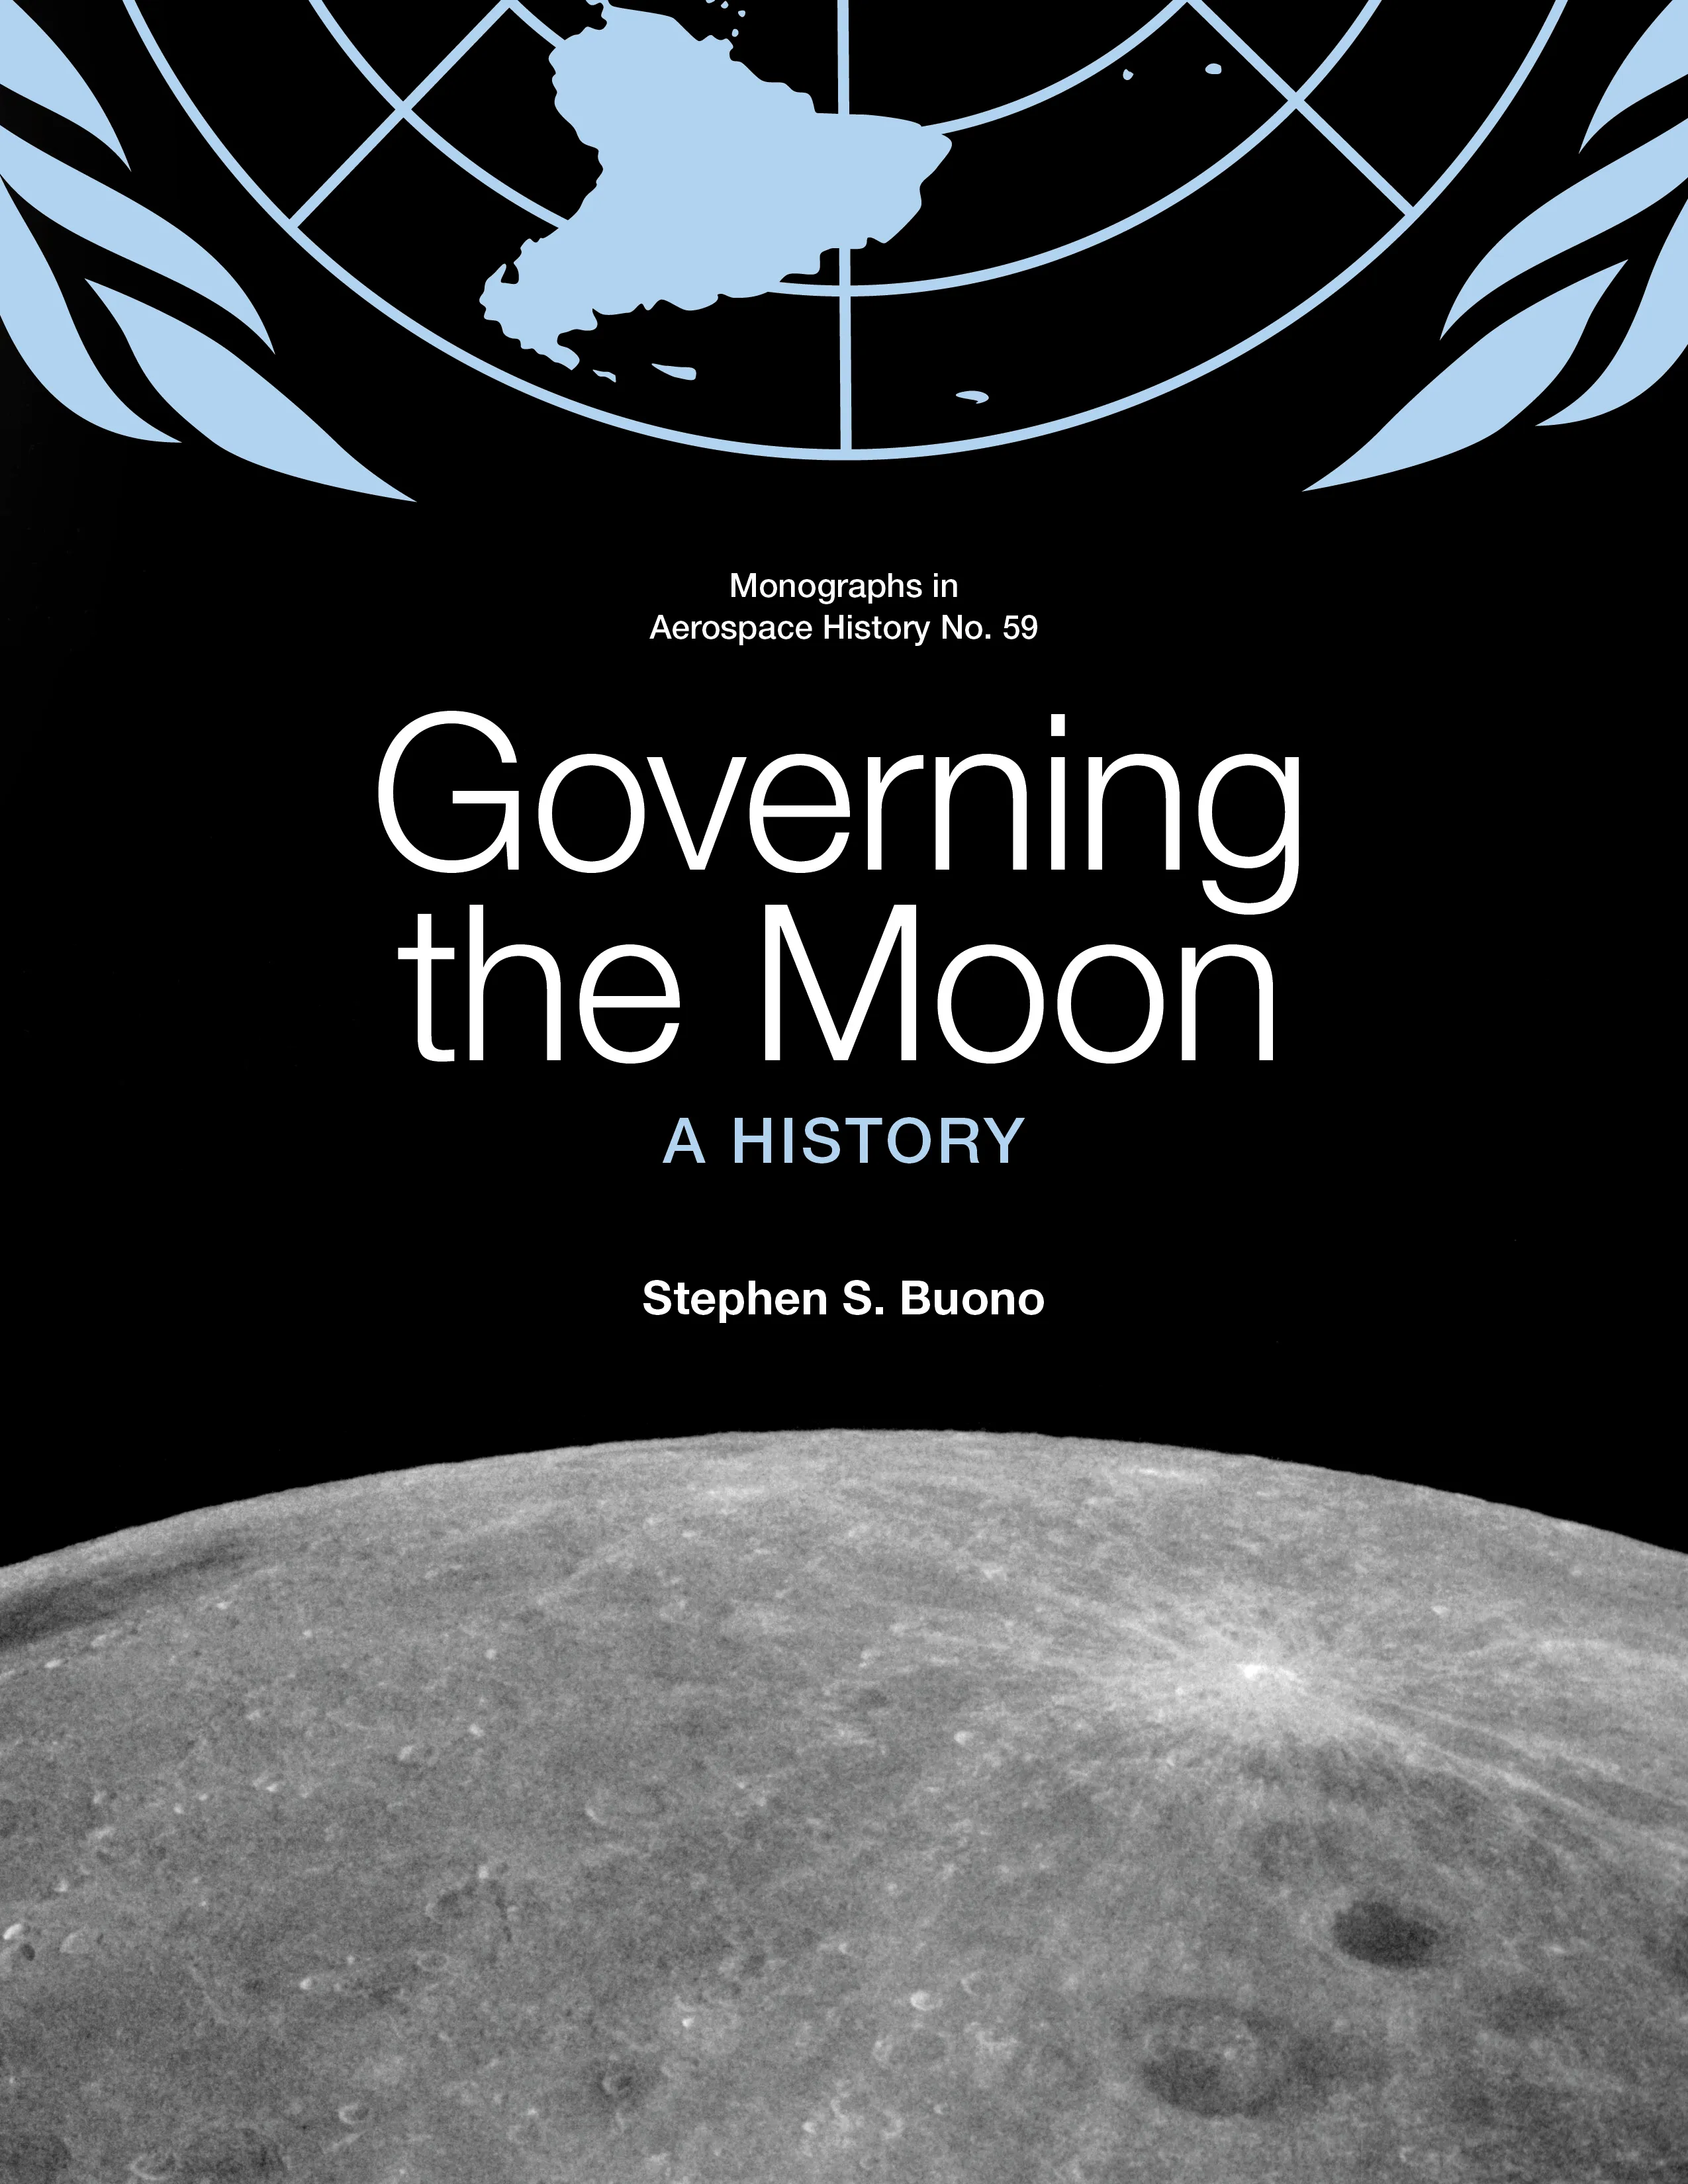 Monographs in
Aerospace History No. 59
Governing
the Moon
A HISTORY
Stephen S. Buono